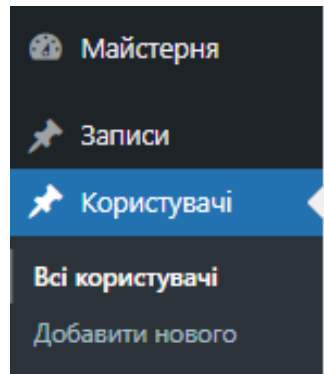 Майстерня
Записи
Користувачі
Всі користувачі
Добавити нового